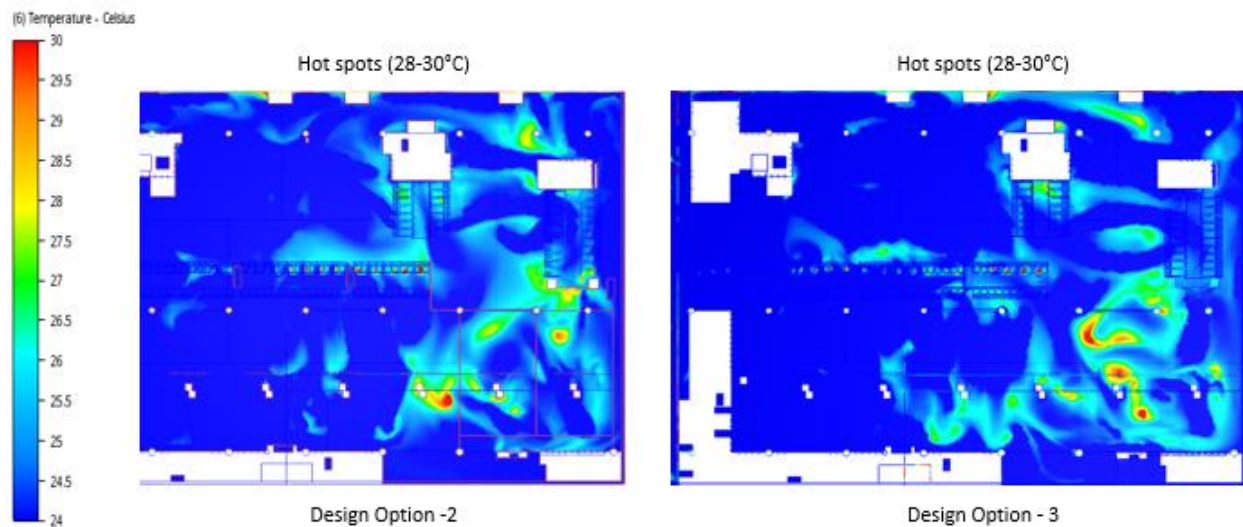 (6) Temperature - Celsius
30
29.5
29
28.5
28
27.5
27
26.5
26
25.5
25
24.5
24
Hot spots (28-30°C)
Hot spots (28-30°C)
Design Option -2
Design Option - 3